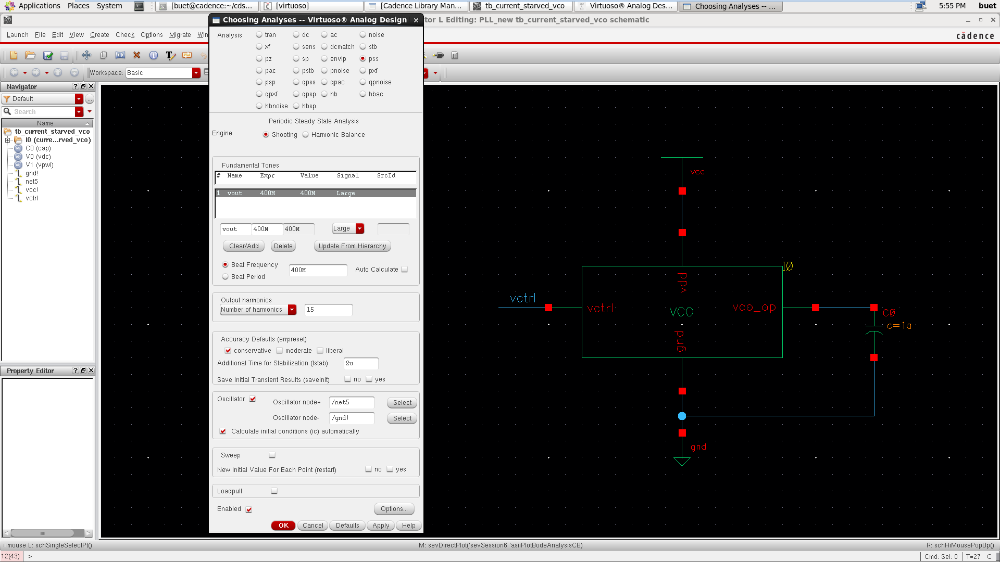 Applications Places System [buet@cadence:~/cds... [virtuoso] [Cadence Library Man... tb_current_starved_vco Virtuoso® Analog Des... Choosing Analyses -- ... 5:55 PM buet
Choosing Analyses -- Virtuoso® Analog Design
tor L Editing: PLL_new tb_current_starved_vco schematic
Launch File Edit View Create Check Options Migrate Win
cādence
Workspace: Basic
Navigator
Default
Search
Name
tb_current_starved_vco
I0 (curre...rved_vco)
C0 (cap)
V0 (vdc)
V1 (vpwl)
gnd!
net5
vcc!
vctrl
Property Editor
Analysis tran dc ac noise
xf sens dcmatch stb
pz sp envlp pss
pac pstb pnoise pxf
psp qpss qpac qpnoise
qpxf qpsp hb hbac
hbnoise hbsp
Periodic Steady State Analysis
Engine Shooting Harmonic Balance
Fundamental Tones
# Name Expr Value Signal SrcId
1 vout 400M 400M Large
vout 400M 400M Large
Clear/Add Delete Update From Hierarchy
Beat Frequency
Beat Period
400M Auto Calculate
Output harmonics
Number of harmonics 15
Accuracy Defaults (errpreset)
conservative moderate liberal
Additional Time for Stabilization (tstab) 2u
Save Initial Transient Results (saveinit) no yes
Oscillator Oscillator node+ /net5 Select
Oscillator node- /gnd! Select
Calculate initial conditions (ic) automatically
Sweep
New Initial Value For Each Point (restart) no yes
Loadpull
Enabled Options...
OK Cancel Defaults Apply Help
vcc
I0
vdd
vctrl
vctrl
VCO
vco_op
gnd
C0
c=1a
gnd
mouse L: schSingleSelectPt() M: sevDirectPlot('sevSession6 'asiiPlotBodeAnalysisCB) R: schHiMousePopUp()
12(43) > Cmd: Sel: 0 T=27 C